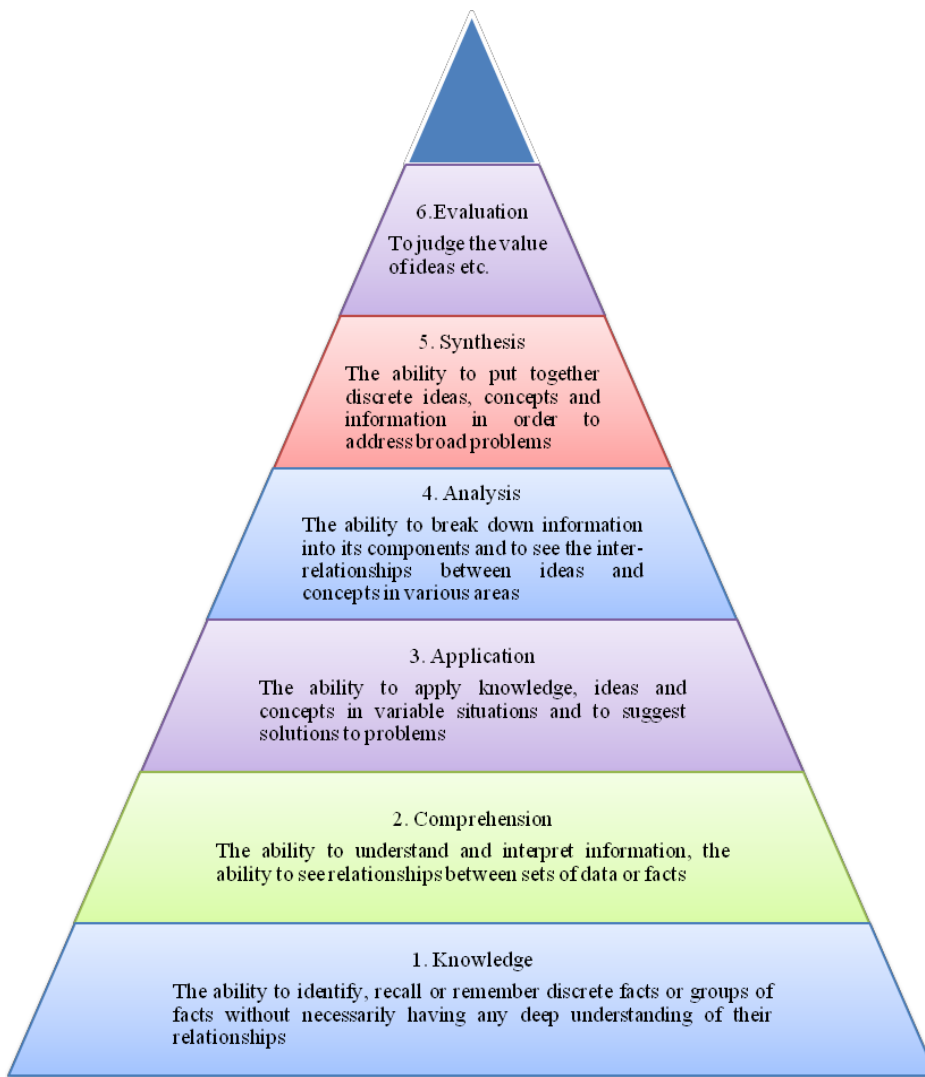 6.Evaluation
To judge the value
of ideas etc.
5. Synthesis
The ability to put together
discrete ideas, concepts and
information in order to
address broad problems
4. Analysis
The ability to break down information
into its components and to see the inter-
relationships between ideas and
concepts in various areas
3. Application
The ability to apply knowledge, ideas and
concepts in variable situations and to suggest
solutions to problems
2. Comprehension
The ability to understand and interpret information, the
ability to see relationships between sets of data or facts
1. Knowledge
The ability to identify, recall or remember discrete facts or groups of
facts without necessarily having any deep understanding of their
relationships